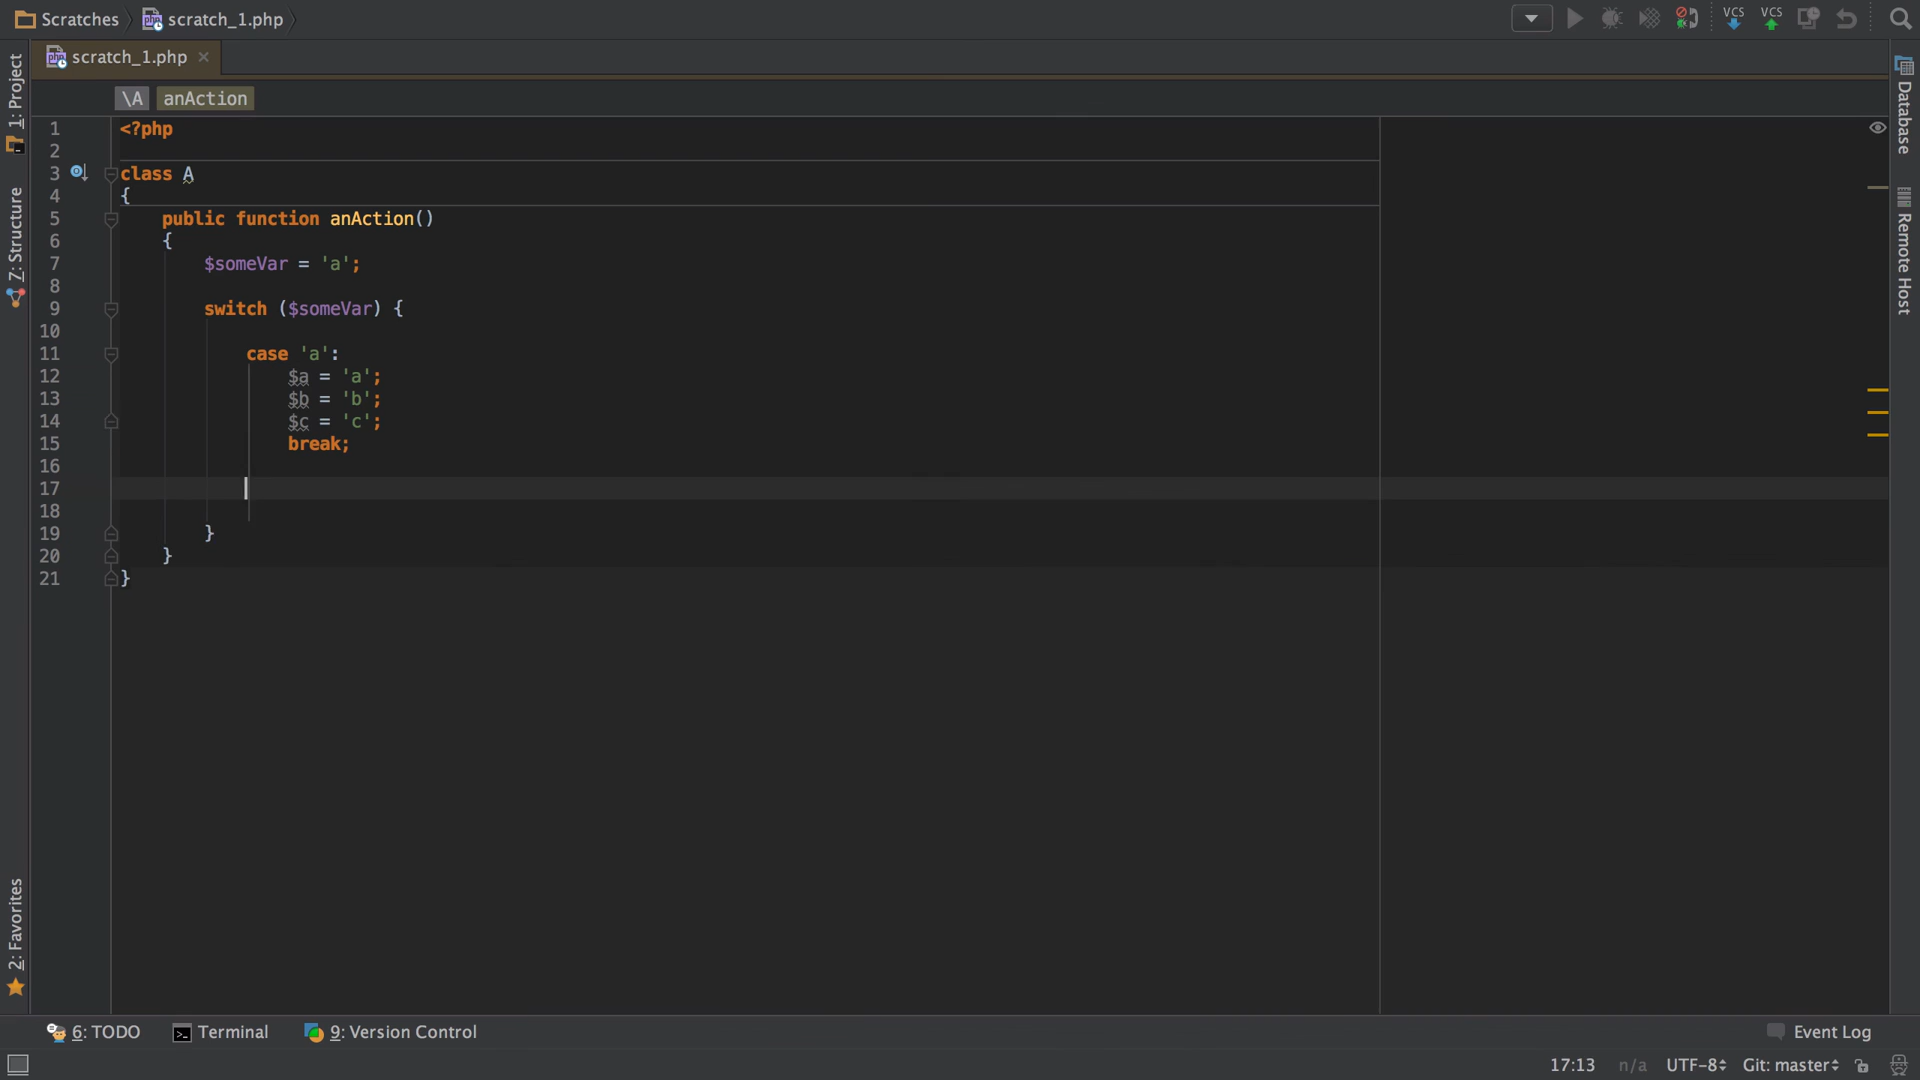 Scratches scratch_1.php
VCS VCS
scratch_1.php
\A anAction
1 <?php
2
3 class A
4 {
5 public function anAction()
6 {
7 $someVar = 'a';
8
9 switch ($someVar) {
10
11 case 'a':
12 $a = 'a';
13 $b = 'b';
14 $c = 'c';
15 break;
16
17
18
19 }
20 }
21 }
1: Project
7: Structure
2: Favorites
Database
Remote Host
6: TODO Terminal 9: Version Control Event Log
17:13 n/a UTF-8 Git: master